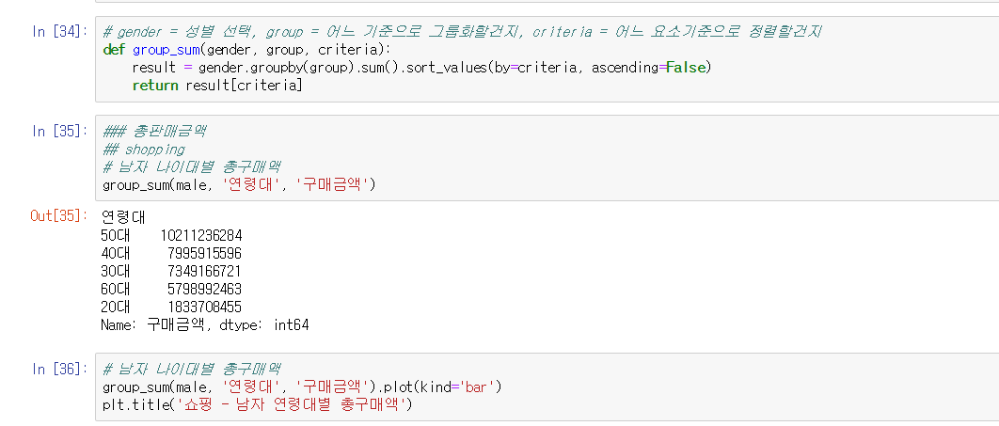 In [34]:
# gender = 성별 선택, group = 어느 기준으로 그룹화할건지, criteria = 어느 요소기준으로 정렬할건지
def group_sum(gender, group, criteria):
    result = gender.groupby(group).sum().sort_values(by=criteria, ascending=False)
    return result[criteria]
In [35]:
### 총판매금액
## shopping
# 남자 나이대별 총구매액
group_sum(male, '연령대', '구매금액')
Out[35]:
연령대
50대    10211236284
40대     7995915596
30대     7349166721
60대     5798992463
20대     1833708455
Name: 구매금액, dtype: int64
In [36]:
# 남자 나이대별 총구매액
group_sum(male, '연령대', '구매금액').plot(kind='bar')
plt.title('쇼핑 - 남자 연령대별 총구매액')